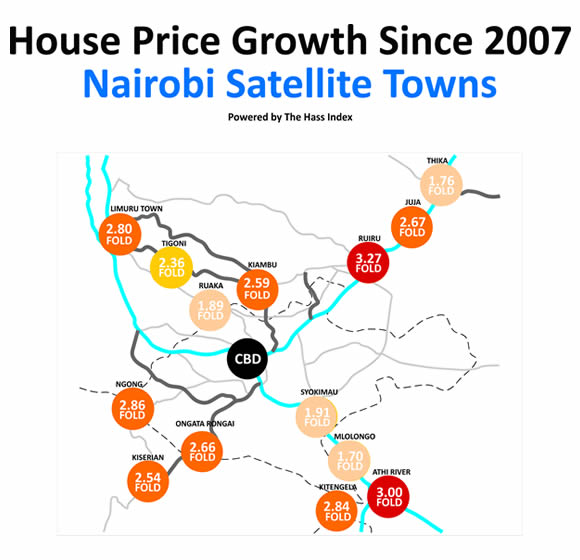 House Price Growth Since 2007
Nairobi Satellite Towns
Powered by The Hass Index
THIKA
1.76
FOLD
JUJA
2.67
FOLD
LIMURU TOWN
2.80
FOLD
RUIRU
3.27
FOLD
TIGONI
2.36
FOLD
KIAMBU
2.59
FOLD
RUAKA
1.89
FOLD
CBD
NGONG
2.86
FOLD
SYOKIMAU
1.91
FOLD
ONGATA RONGAI
2.66
FOLD
MLOLONGO
1.70
FOLD
KISERIAN
2.54
FOLD
ATHI RIVER
3.00
FOLD
KITENGELA
2.84
FOLD